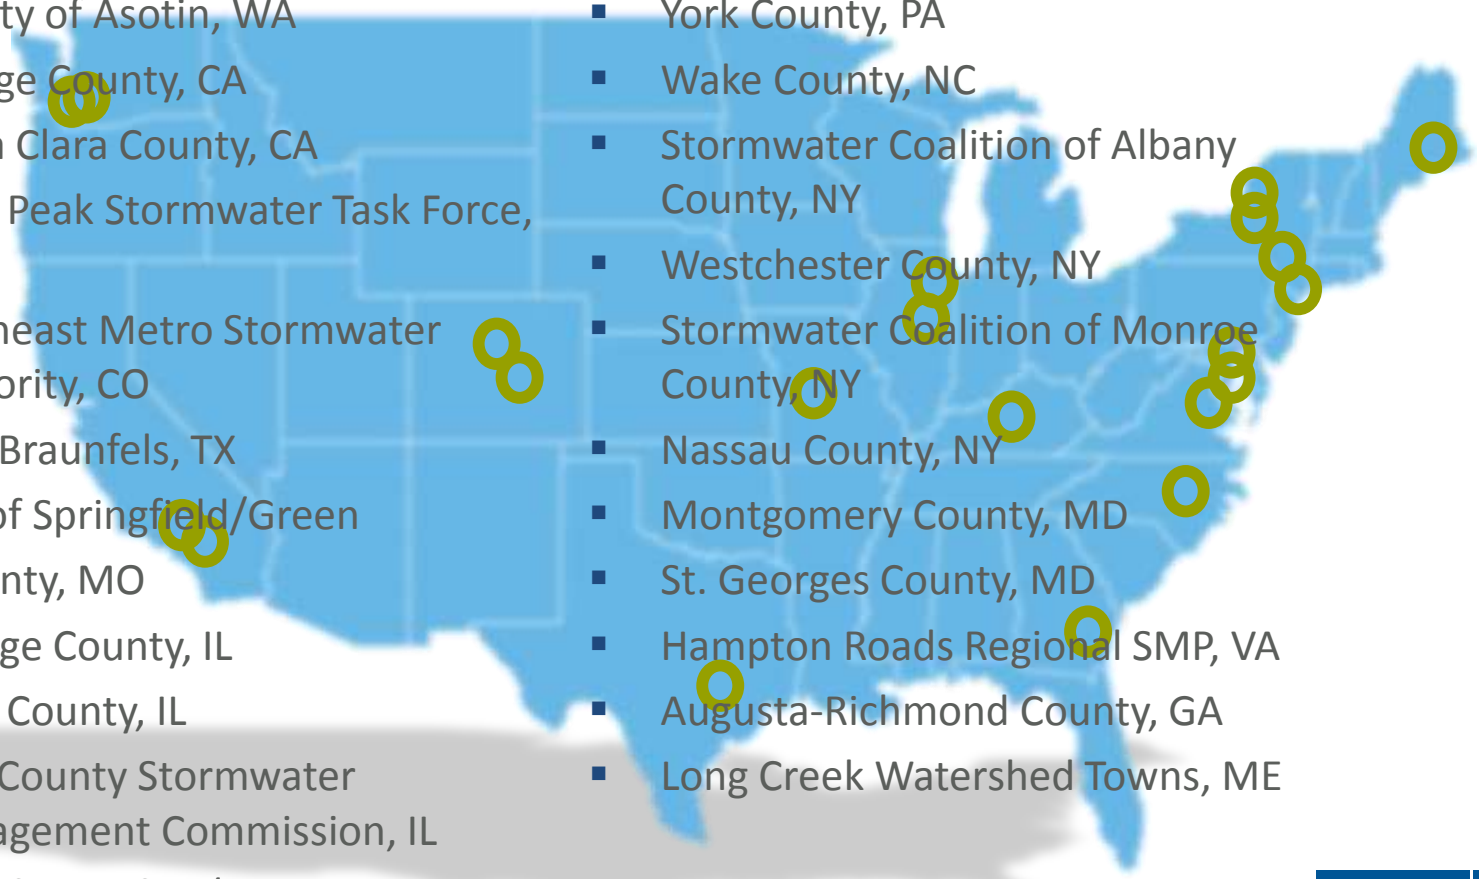 ty of Asotin, WA
ge County, CA
Clara County, CA
Peak Stormwater Task Force,
heast Metro Stormwater
ority, CO
Braunfels, TX
of Springfield/Green
nty, MO
ge County, IL
County, IL
County Stormwater
agement Commission, IL
▪ York County, PA
▪ Wake County, NC
▪ Stormwater Coalition of Albany
County, NY
▪ Westchester County, NY
▪ Stormwater Coalition of Monroe
County, NY
▪ Nassau County, NY
▪ Montgomery County, MD
▪ St. Georges County, MD
▪ Hampton Roads Regional SMP, VA
▪ Augusta-Richmond County, GA
▪ Long Creek Watershed Towns, ME